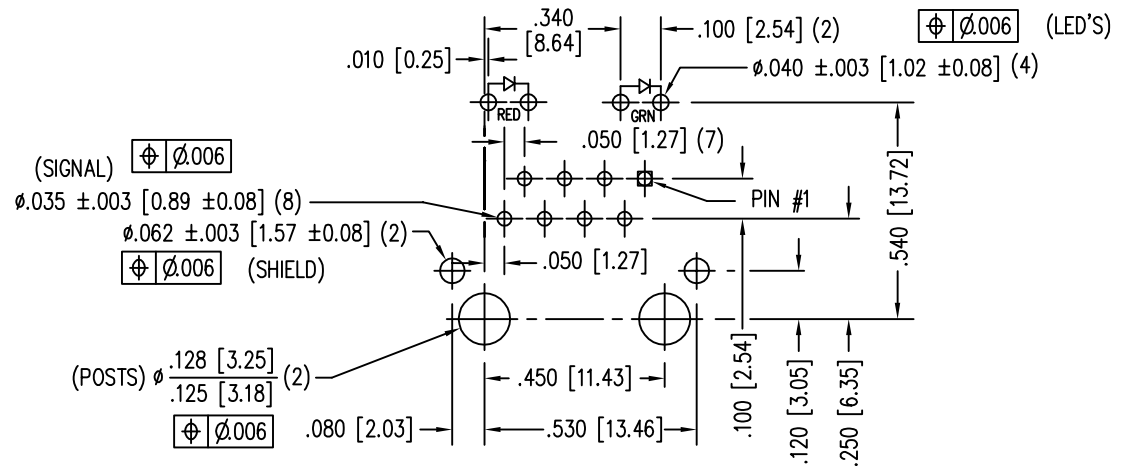 .340
[8.64]
.100 [2.54] (2)
⌖ Ø.006 (LED'S)
.010 [0.25]
ø.040 ±.003 [1.02 ±0.08] (4)
RED
GRN
.050 [1.27] (7)
(SIGNAL) ⌖ Ø.006
ø.035 ±.003 [0.89 ±0.08] (8)
PIN #1
.540 [13.72]
ø.062 ±.003 [1.57 ±0.08] (2)
⌖ Ø.006 (SHIELD)
.050 [1.27]
(POSTS) ø .128 [3.25]
.125 [3.18] (2)
⌖ Ø.006
.450 [11.43]
.080 [2.03]
.530 [13.46]
.100 [2.54]
.120 [3.05]
.250 [6.35]